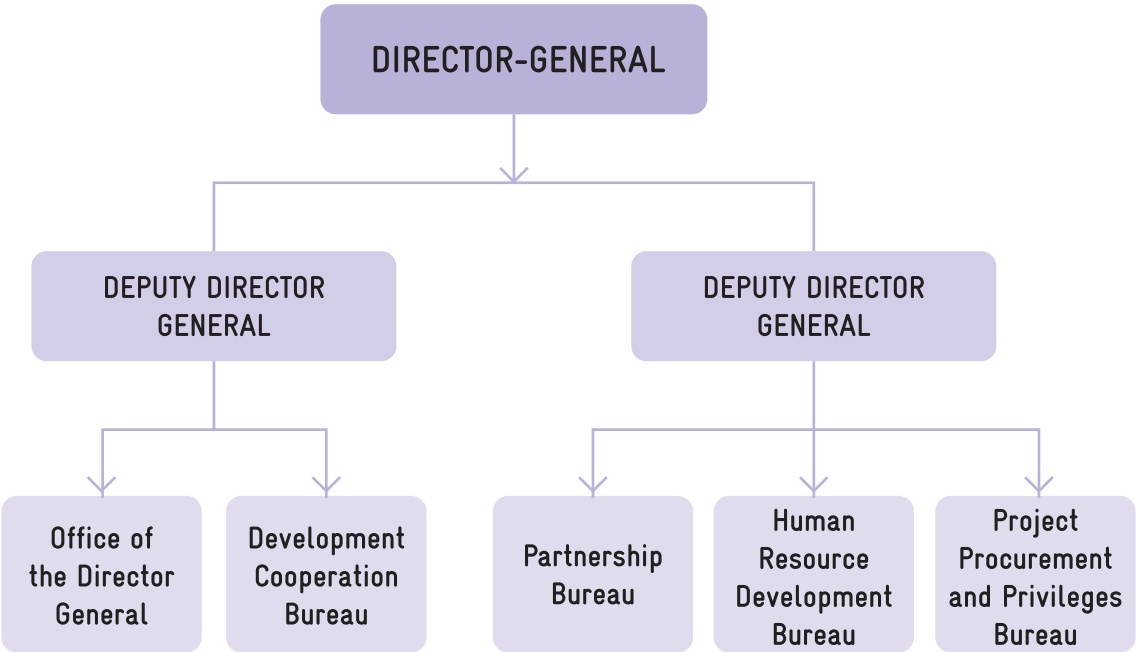 DIRECTOR-GENERAL
DEPUTY DIRECTOR
GENERAL
DEPUTY DIRECTOR
GENERAL
Office of
the Director
General
Development
Cooperation
Bureau
Partnership
Bureau
Human
Resource
Development
Bureau
Project
Procurement
and Privileges
Bureau